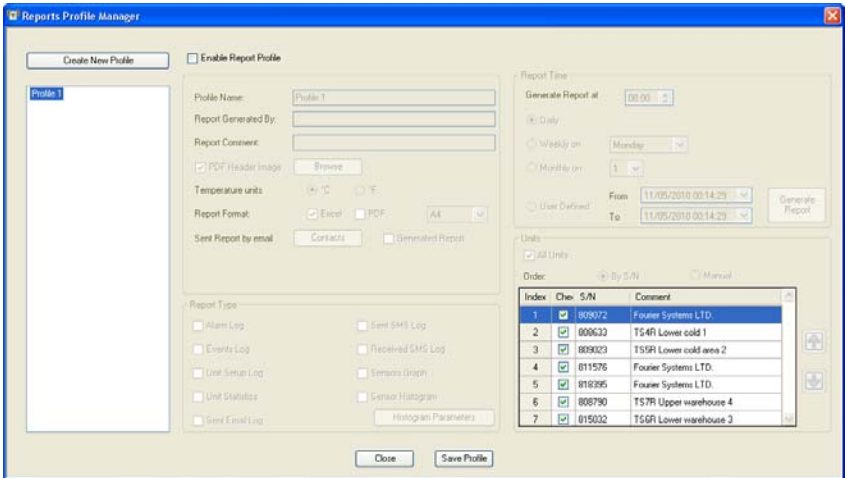 Reports Profile Manager
Create New Profile
Enable Report Profile
Profile 1
Profile Name: Profile 1
Report Generated By:
Report Comment:
PDF Header Image Browse
Temperature units °C °F
Report Format: Excel PDF A4
Sent Report by email Contacts Generated Report
Report Type
Alarm Log Sent SMS Log
Events Log Received SMS Log
Unit Setup Log Sensors Graph
Unit Statistics Sensor Histogram
Sent Email Log Histogram Parameters
Report Time
Generate Report at 00:00
Daily
Weekly on Monday
Monthly on 1
User Defined From 11/05/2010 00:14:29
To 11/05/2010 00:14:29
Generate Report
Units
All Units
Order: By S/N Manual
Index Chec S/N Comment
1 809072 Fourier Systems LTD.
2 808633 TS4R Lower cold 1
3 809023 TS5R Lower cold area 2
4 811576 Fourier Systems LTD.
5 818395 Fourier Systems LTD.
6 808790 TS7R Upper warehouse 4
7 815032 TS6R Lower warehouse 3
Close Save Profile